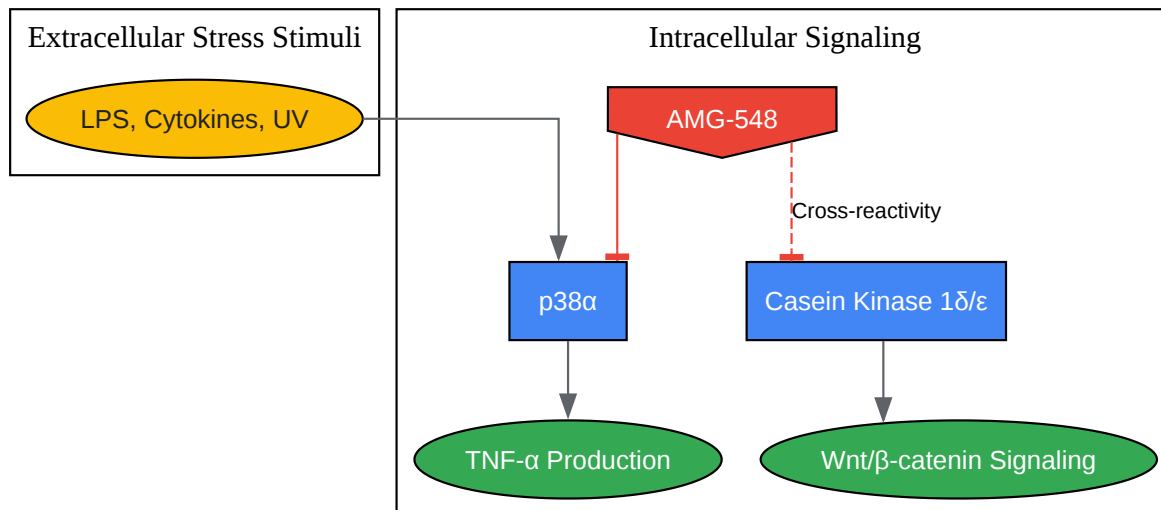 Extracellular Stress Stimuli
Intracellular Signaling
LPS, Cytokines, UV
AMG-548
Cross-reactivity
p38α
Casein Kinase 1δ/ε
TNF-α Production
Wnt/β-catenin Signaling